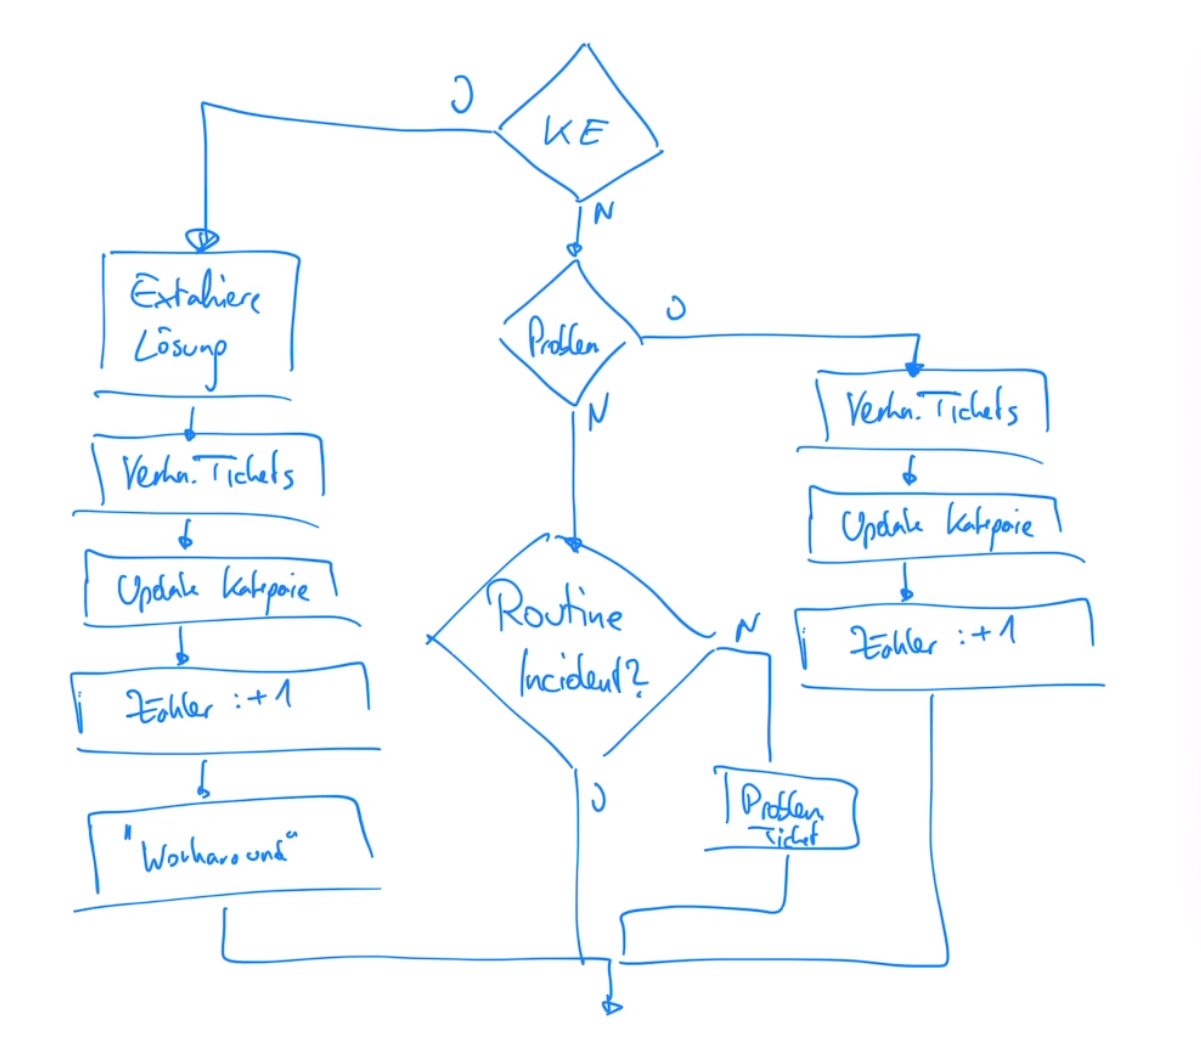 J
KE
N
Extahiere
Lösung
Problem
J
N
Verkn. Tickets
Verkn. Tickets
Update Kategorie
Update Kategorie
Routine
Incident?
N
Zähler :+1
Zähler :+1
J
Problem
Ticket
"Workaround"